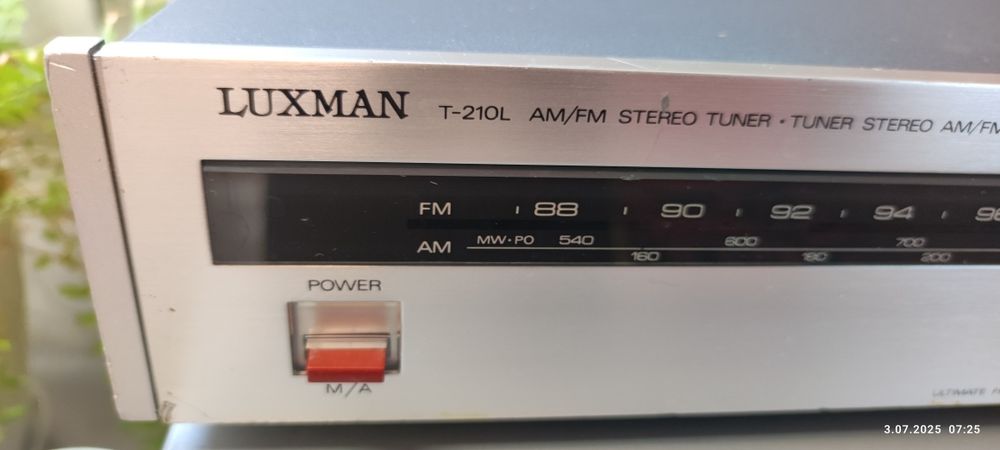 LUXMAN T-210L AM/FM STEREO TUNER • TUNER STEREO AM/FM
FM 88 90 92 94
AM MW•PO 540 600 700
160 180 200
POWER
M/A
ULTIMATE
3.07.2025 07:25